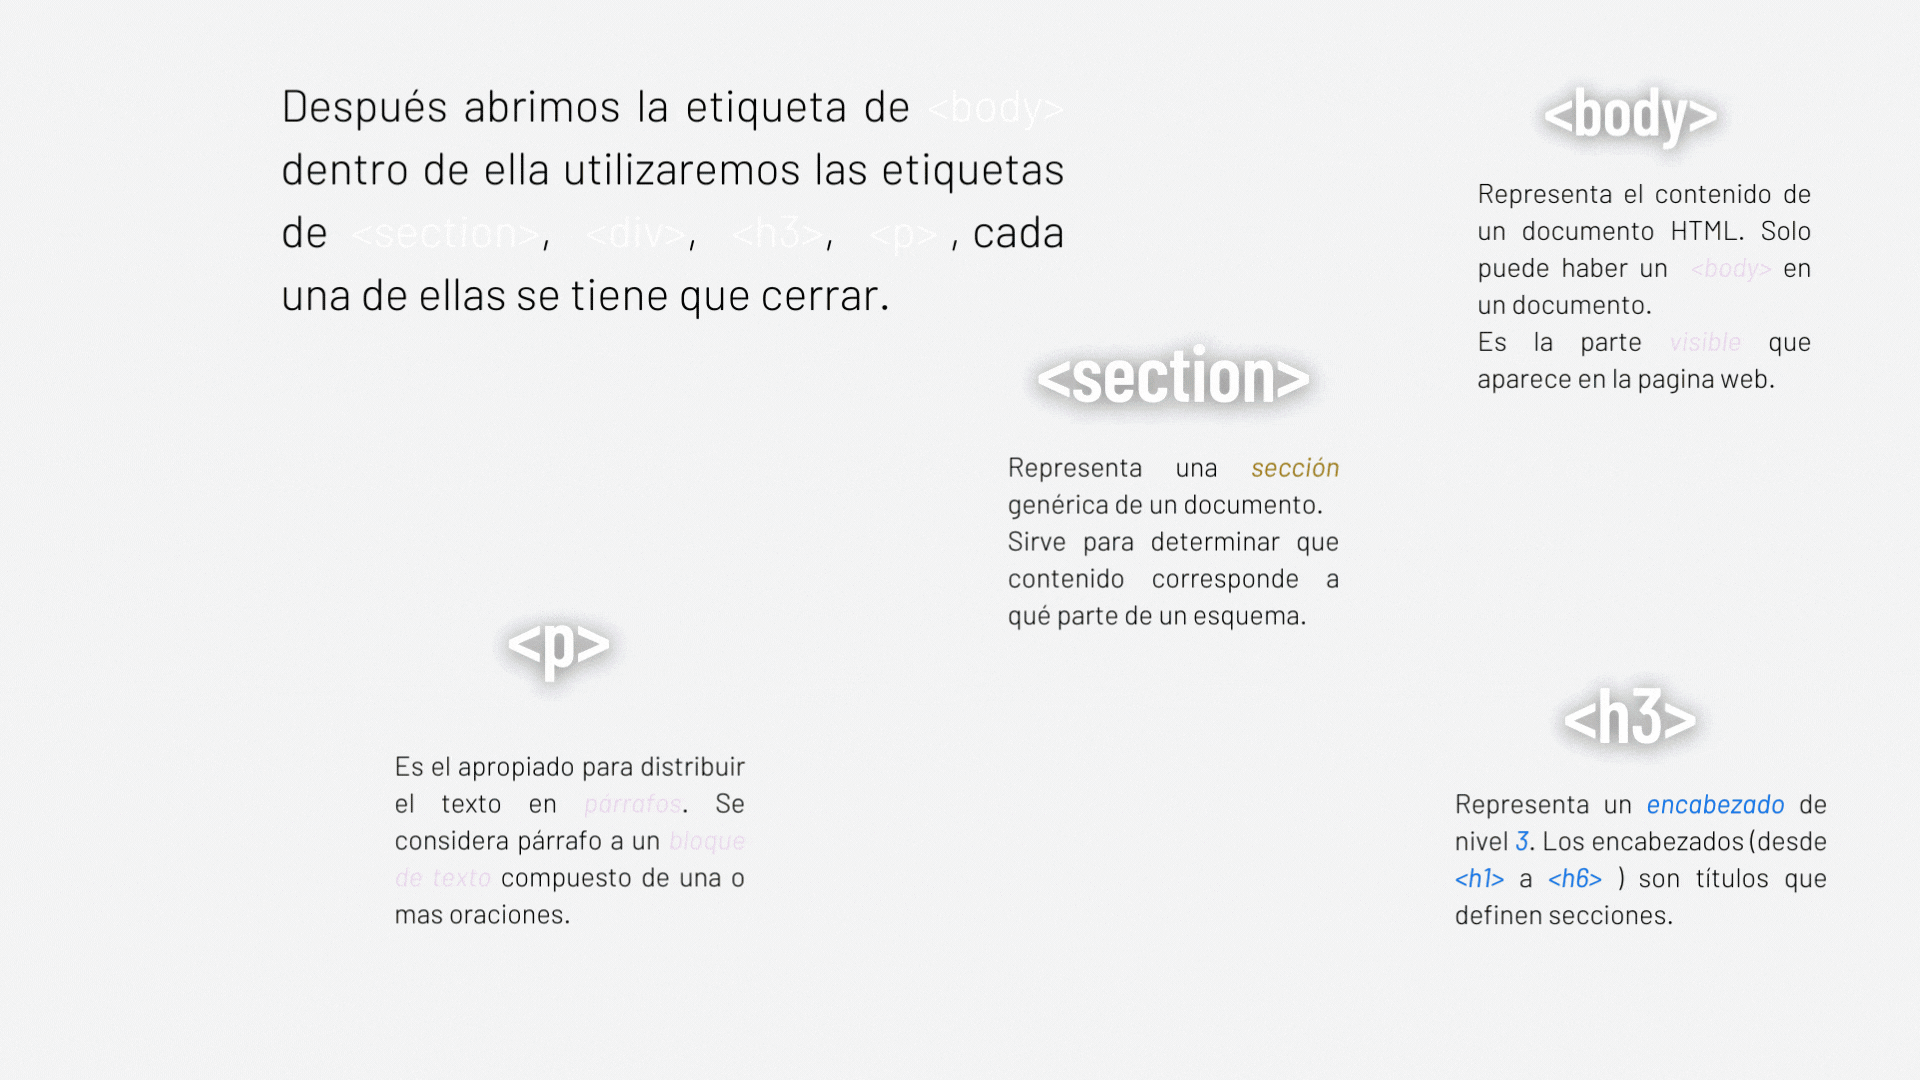 Después abrimos la etiqueta de <body>
dentro de ella utilizaremos las etiquetas
de <section>, <div>, <h3>, <p> , cada
una de ellas se tiene que cerrar.
<body>
Representa el contenido de
un documento HTML. Solo
puede haber un <body> en
un documento.
Es la parte visible que
aparece en la pagina web.
<section>
Representa una sección
genérica de un documento.
Sirve para determinar que
contenido corresponde a
qué parte de un esquema.
<p>
Es el apropiado para distribuir
el texto en párrafos. Se
considera párrafo a un bloque
de texto compuesto de una o
mas oraciones.
<h3>
Representa un encabezado de
nivel 3. Los encabezados (desde
<h1> a <h6> ) son títulos que
definen secciones.